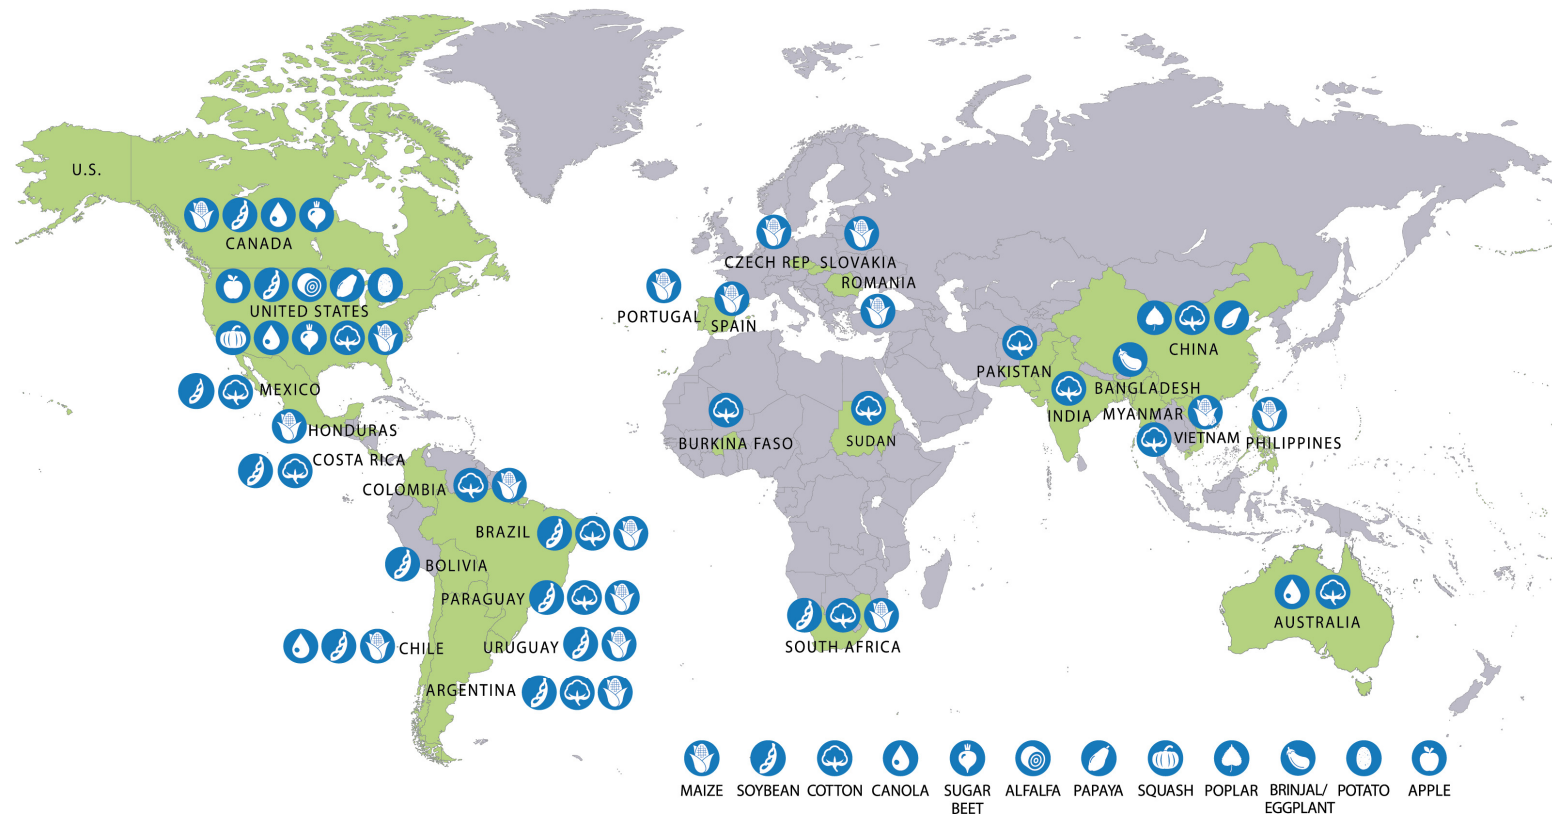 U.S.
CANADA
UNITED STATES
MEXICO
HONDURAS
COSTA RICA
COLOMBIA
BRAZIL
BOLIVIA
PARAGUAY
CHILE
URUGUAY
ARGENTINA
CZECH REP
SLOVAKIA
ROMANIA
PORTUGAL
SPAIN
BURKINA FASO
SUDAN
SOUTH AFRICA
PAKISTAN
CHINA
BANGLADESH
INDIA
MYANMAR
VIETNAM
PHILIPPINES
AUSTRALIA
MAIZE
SOYBEAN
COTTON
CANOLA
SUGAR
BEET
ALFALFA
PAPAYA
SQUASH
POPLAR
BRINJAL/
EGGPLANT
POTATO
APPLE